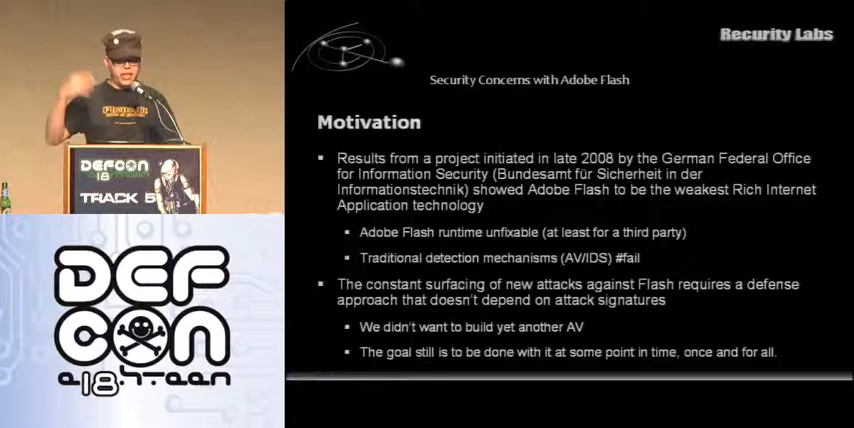 DEFCON
18
TRACK 5
DEF
CON
e18.h-teen
Recurity Labs
Security Concerns with Adobe Flash
Motivation
Results from a project initiated in late 2008 by the German Federal Office
for Information Security (Bundesamt für Sicherheit in der
Informationstechnik) showed Adobe Flash to be the weakest Rich Internet
Application technology
Adobe Flash runtime unfixable (at least for a third party)
Traditional detection mechanisms (AV/IDS) #fail
The constant surfacing of new attacks against Flash requires a defense
approach that doesn't depend on attack signatures
We didn't want to build yet another AV
The goal still is to be done with it at some point in time, once and for all.